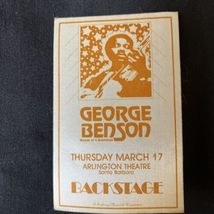 GEORGE
BENSON
THURSDAY MARCH 17
ARLINGTON THEATRE
Santa Barbara
BACKSTAGE